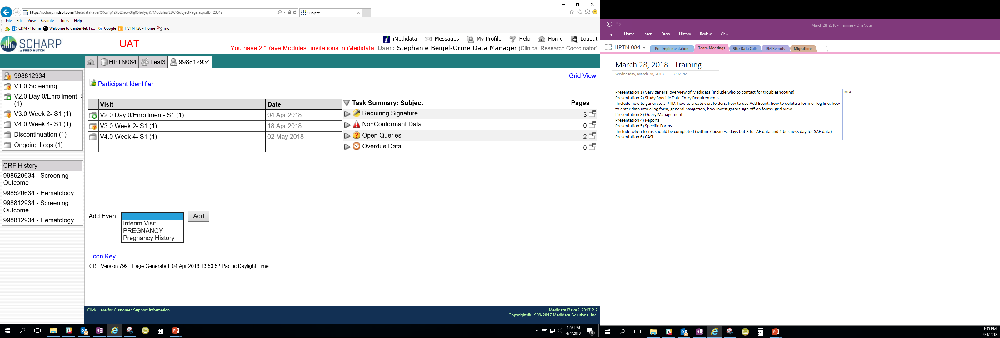 https://scharp.mdsol.com/MedidataRave/(S(ca4p12kbt2now3hj05hefyiy))/Modules/EDC/SubjectPage.aspx?ID=23312
Subject
File Edit View Favorites Tools Help
CDM - Home Welcome to CenterNet, Fr... Google HVTN 120 - Home mc
SCHARP
at FRED HUTCH
UAT
iMedidata Messages My Profile Help Home Logout
You have 2 "Rave Modules" invitations in iMedidata. User: Stephanie Beigel-Orme Data Manager (Clinical Research Coordinator)
HPTN084 Test3 998812934
998812934
V1.0 Screening
V2.0 Day 0/Enrollment- S
(1)
V3.0 Week 2- S1 (1)
V4.0 Week 4- S1 (1)
Discontinuation (1)
Ongoing Logs (1)
CRF History
998520634 - Screening
Outcome
998520634 - Hematology
998812934 - Screening
Outcome
998812934 - Hematology
Grid View
Participant Identifier
Visit Date
V2.0 Day 0/Enrollment- S1 (1) 04 Apr 2018
V3.0 Week 2- S1 (1) 18 Apr 2018
V4.0 Week 4- S1 (1) 02 May 2018
Task Summary: Subject Pages
Requiring Signature 3
NonConformant Data 0
Open Queries 2
Overdue Data 0
Add Event ... Add
Interim Visit
PREGNANCY
Pregnancy History
Icon Key
CRF Version 799 - Page Generated: 04 Apr 2018 13:50:52 Pacific Daylight Time
Click Here for Customer Support Information
Medidata Rave® 2017.2.2
Copyright © 1999-2017 Medidata Solutions, Inc.
1:53 PM
4/4/2018
4
March 28, 2018 - Training - OneNote
File Home Insert Draw History Review View
HPTN 084 Pre-Implementation Team Meetings Site Data Calls DM Reports Migrations +
March 28, 2018 - Training
Wednesday, March 28, 2018 2:02 PM
Presentation 1) Very general overview of Medidata (include who to contact for troubleshooting)
MLA
Presentation 2) Study Specific Data Entry Requirements
-Include how to generate a PTID, how to create visit folders, how to use Add Event, how to delete a form or log line, how
to enter data into a log form, general navigation, how Investigators sign off on forms, grid view
Presentation 3) Query Management
Presentation 4) Reports
Presentation 5) Specific Forms
-Include when forms should be completed (within 7 business days but 3 for AE data and 1 business day for SAE data)
Presentation 6) CASI
1:53 PM
4/4/2018